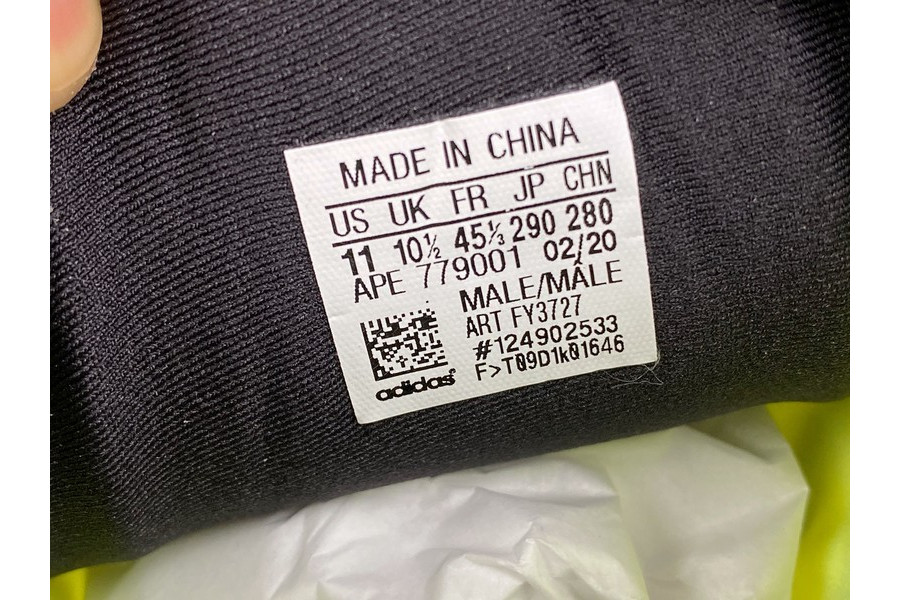 MADE IN CHINA
US UK FR JP CHN
11 10½ 45⅓ 290 280
APE 779001 02/20
MALE/MÂLE
ART FY3727
#124902533
F>T09D1k01646
adidas®